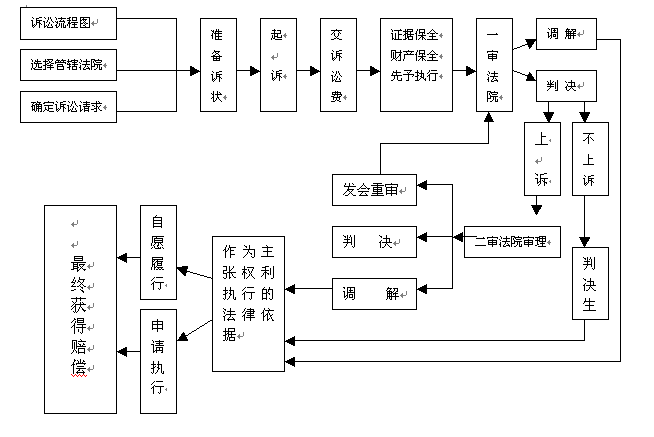 诉讼流程图
选择管辖法院
确定诉讼请求
准备诉状
起诉
交诉讼费
证据保全
财产保全
先予执行
一审法院
调解
判决
上诉
不上诉
发会重审
判 决
二审法院审理
调 解
判决生
作为主
张权利
执行的
法律依
据
自愿履行
申请执行
最终获得赔偿